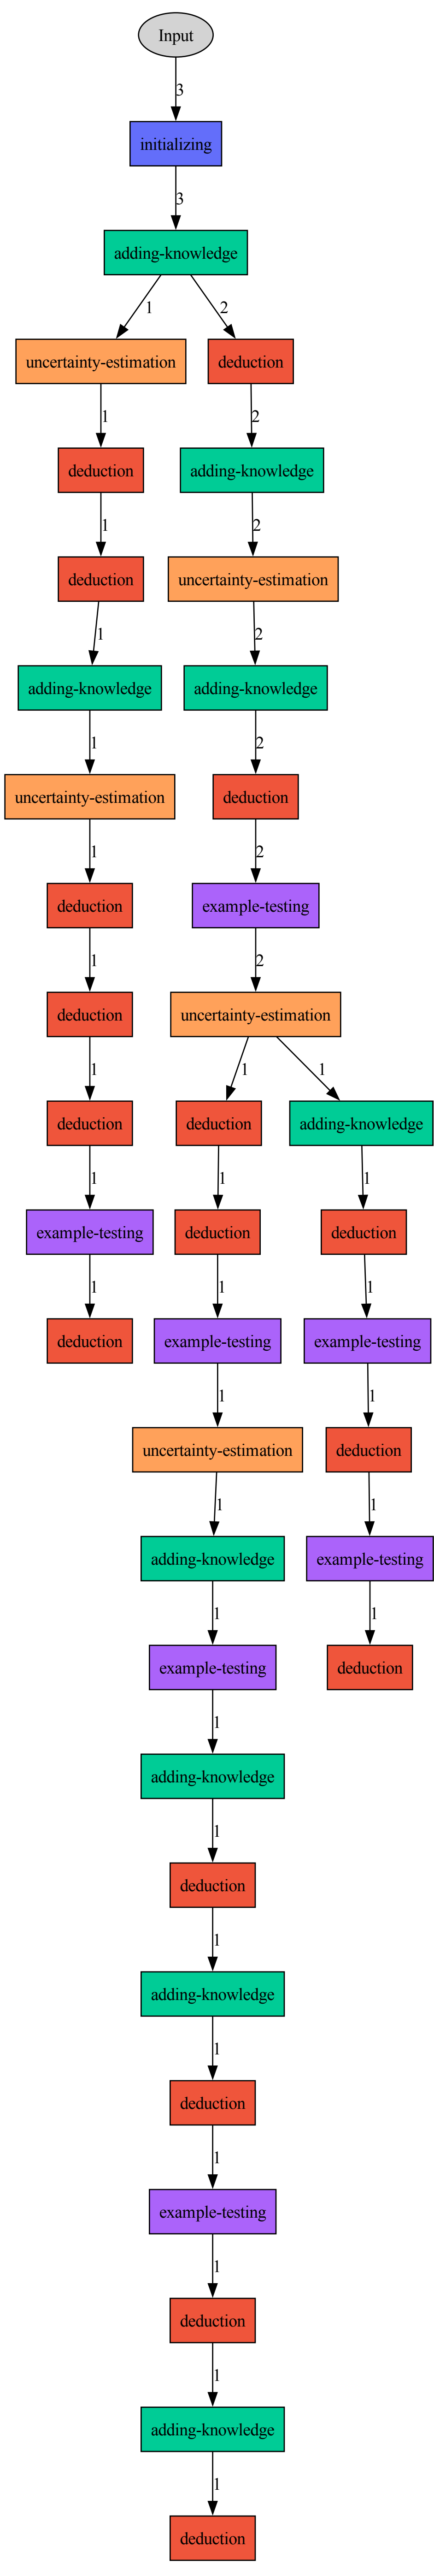 Input
3
initializing
3
adding-knowledge
1
2
uncertainty-estimation
deduction
1
2
deduction
adding-knowledge
1
2
deduction
uncertainty-estimation
1
2
adding-knowledge
adding-knowledge
1
2
uncertainty-estimation
deduction
1
2
deduction
example-testing
1
2
deduction
uncertainty-estimation
1
1
1
deduction
deduction
adding-knowledge
1
1
1
example-testing
deduction
deduction
1
1
1
deduction
example-testing
example-testing
1
1
uncertainty-estimation
deduction
1
1
adding-knowledge
example-testing
1
1
example-testing
deduction
1
adding-knowledge
1
deduction
1
adding-knowledge
1
deduction
1
example-testing
1
deduction
1
adding-knowledge
1
deduction